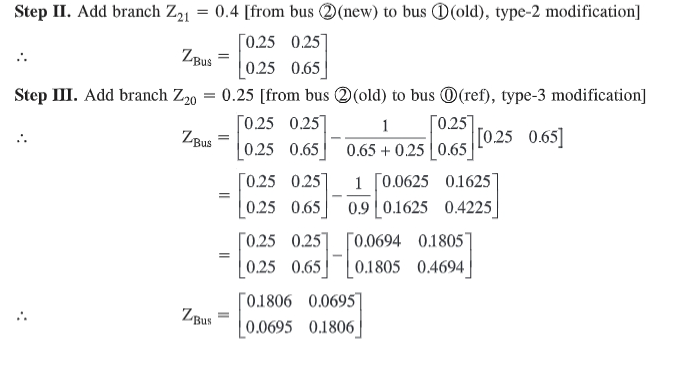 Step II. Add branch Z₂₁ = 0.4 [from bus ②(new) to bus ①(old), type-2 modification]
∴ Z_Bus = [0.25 0.25
0.25 0.65]
Step III. Add branch Z₂₀ = 0.25 [from bus ②(old) to bus ⓪(ref), type-3 modification]
∴ Z_Bus = [0.25 0.25; 0.25 0.65] − 1/(0.65 + 0.25) [0.25; 0.65] [0.25 0.65]
= [0.25 0.25; 0.25 0.65] − 1/0.9 [0.0625 0.1625; 0.1625 0.4225]
= [0.25 0.25; 0.25 0.65] − [0.0694 0.1805; 0.1805 0.4694]
∴ Z_Bus = [0.1806 0.0695; 0.0695 0.1806]